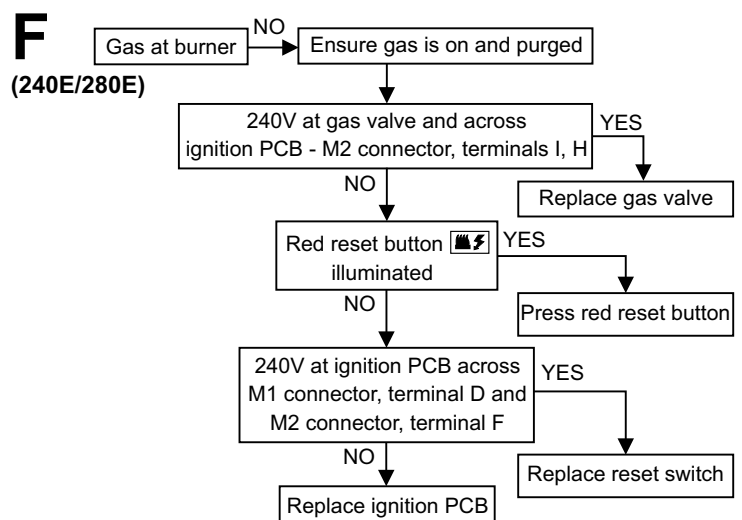 F
(240E/280E)
Gas at burner
NO
Ensure gas is on and purged
240V at gas valve and across
ignition PCB - M2 connector, terminals I, H
YES
Replace gas valve
NO
Red reset button
illuminated
YES
Press red reset button
NO
240V at ignition PCB across
M1 connector, terminal D and
M2 connector, terminal F
YES
Replace reset switch
NO
Replace ignition PCB